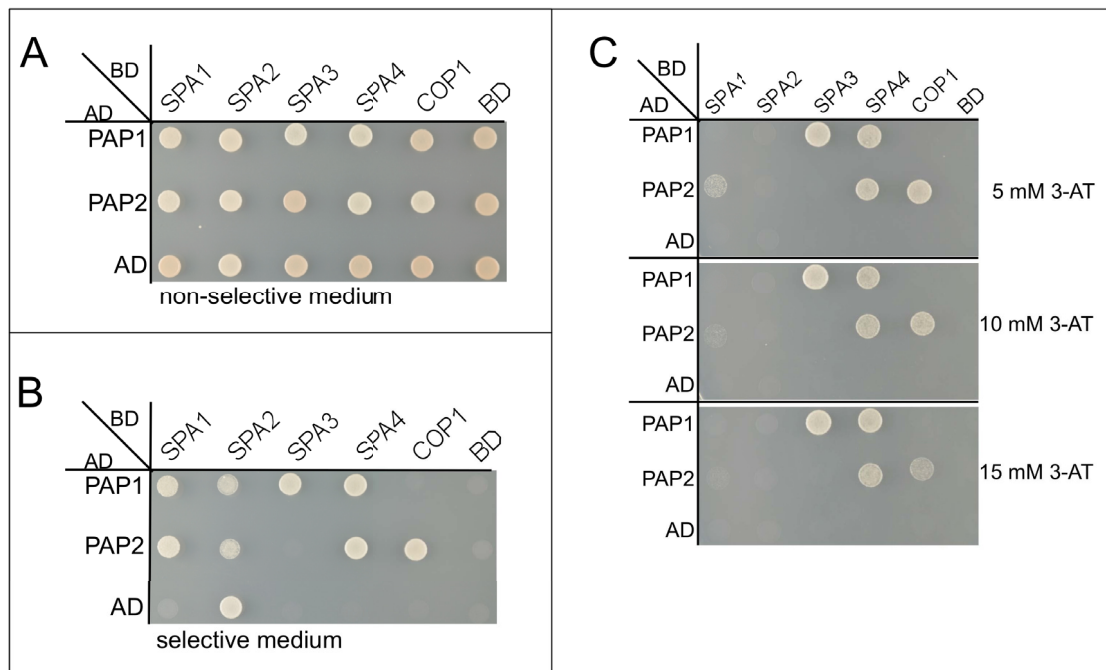 A
BD
AD
SPA1 SPA2 SPA3 SPA4 COP1 BD
PAP1
PAP2
AD
non-selective medium
B
BD
AD
SPA1 SPA2 SPA3 SPA4 COP1 BD
PAP1
PAP2
AD
selective medium
C
BD
AD
SPA1 SPA2 SPA3 SPA4 COP1 BD
PAP1
PAP2
AD
5 mM 3-AT
PAP1
PAP2
AD
10 mM 3-AT
PAP1
PAP2
AD
15 mM 3-AT